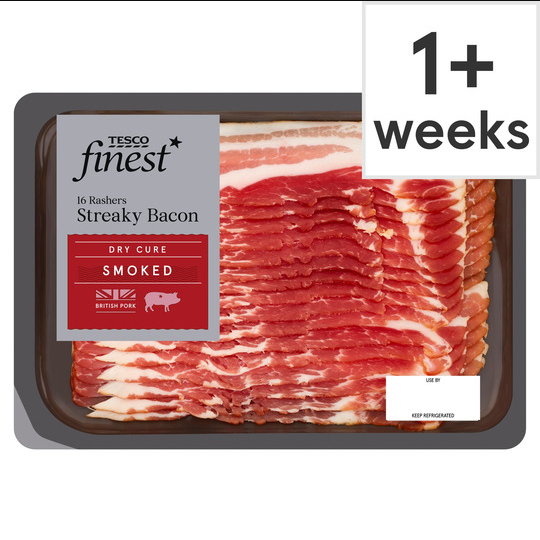 1+
weeks
TESCO
finest
16 Rashers
Streaky Bacon
DRY CURE
SMOKED
BRITISH PORK
USE BY
KEEP REFRIGERATED